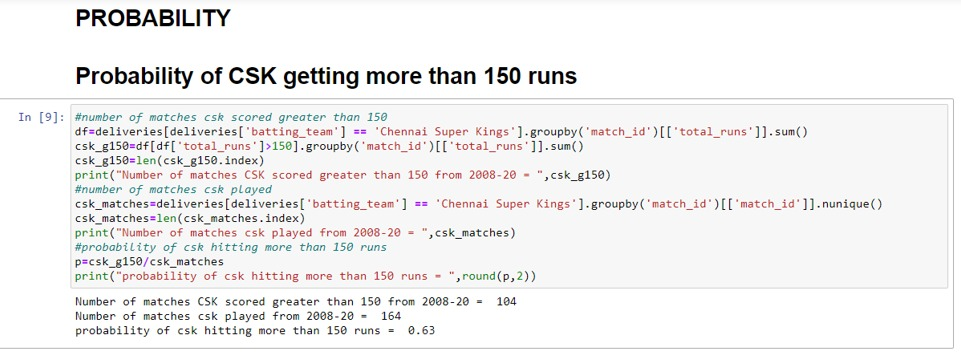 PROBABILITY
Probability of CSK getting more than 150 runs
In [9]:
#number of matches csk scored greater than 150
df=deliveries[deliveries['batting_team'] == 'Chennai Super Kings'].groupby('match_id')[['total_runs']].sum()
csk_g150=df[df['total_runs']>150].groupby('match_id')[['total_runs']].sum()
csk_g150=len(csk_g150.index)
print("Number of matches CSK scored greater than 150 from 2008-20 = ",csk_g150)
#number of matches csk played
csk_matches=deliveries[deliveries['batting_team'] == 'Chennai Super Kings'].groupby('match_id')[['match_id']].nunique()
csk_matches=len(csk_matches.index)
print("Number of matches csk played from 2008-20 = ",csk_matches)
#probability of csk hitting more than 150 runs
p=csk_g150/csk_matches
print("probability of csk hitting more than 150 runs = ",round(p,2))
Number of matches CSK scored greater than 150 from 2008-20 =  104
Number of matches csk played from 2008-20 =  164
probability of csk hitting more than 150 runs =  0.63